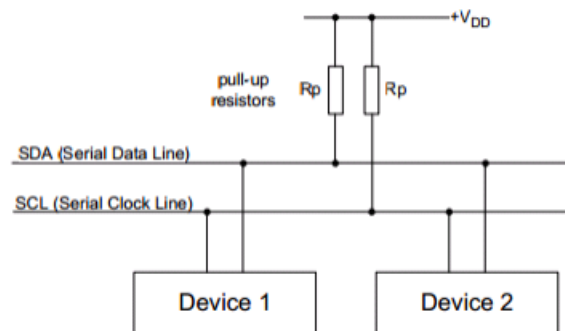 +VDD
pull-up
resistors
Rp
Rp
SDA (Serial Data Line)
SCL (Serial Clock Line)
Device 1
Device 2